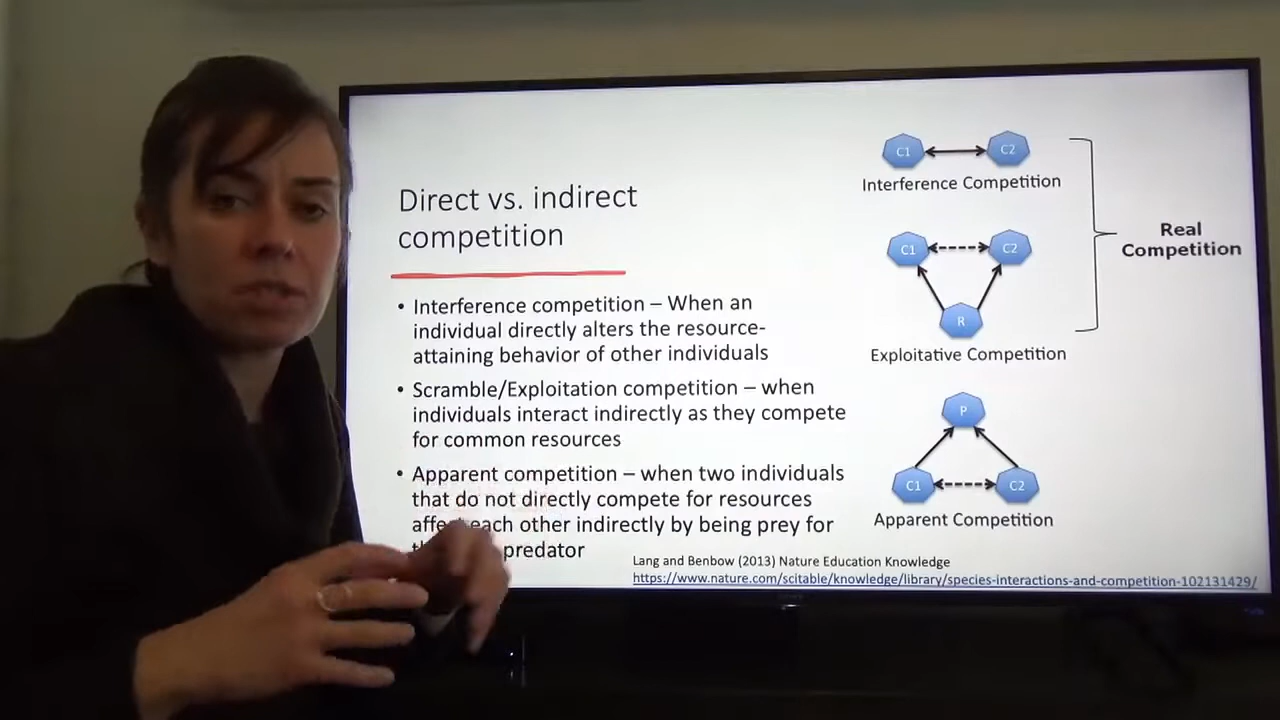 Direct vs. indirect
competition
• Interference competition – When an
individual directly alters the resource-
attaining behavior of other individuals
• Scramble/Exploitation competition – when
individuals interact indirectly as they compete
for common resources
• Apparent competition – when two individuals
that do not directly compete for resources
affect each other indirectly by being prey for
predator
C1
C2
Interference Competition
C1
C2
R
Exploitative Competition
Real
Competition
P
C1
C2
Apparent Competition
Lang and Benbow (2013) Nature Education Knowledge
https://www.nature.com/scitable/knowledge/library/species-interactions-and-competition-102131429/